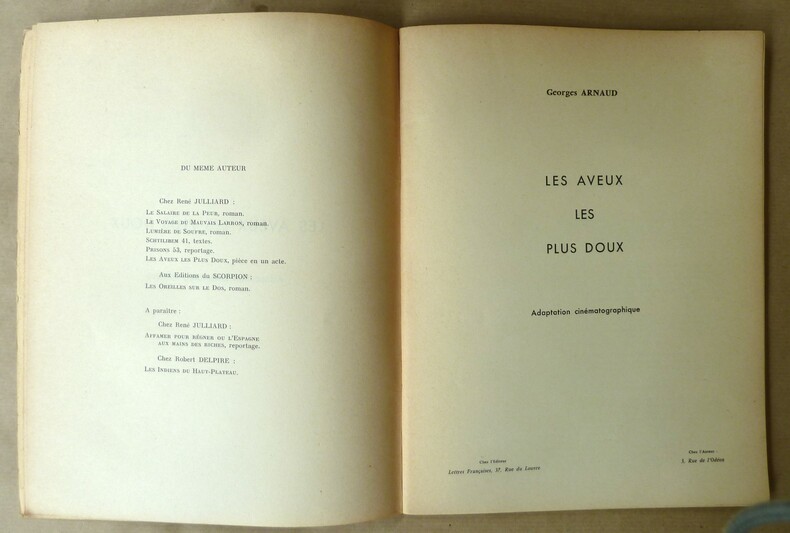 DU MEME AUTEUR
Chez René JULLIARD :
LE SALAIRE DE LA PEUR, roman.
LE VOYAGE DU MAUVAIS LARRON, roman.
LUMIÈRE DE SOUFRE, roman.
SCHTILIBEM 41, textes.
PRISONS 53, reportage.
LES AVEUX LES PLUS DOUX, pièce en un acte.
Aux Editions du SCORPION :
LES OREILLES SUR LE DOS, roman.
A paraître :
Chez René JULLIARD :
AFFAMER POUR RÉGNER OU L'ESPAGNE
AUX MAINS DES RICHES, reportage.
Chez Robert DELPIRE :
LES INDIENS DU HAUT-PLATEAU.
Georges ARNAUD
LES AVEUX
LES
PLUS DOUX
Adaptation cinématographique
Chez l'Editeur
Lettres Françaises, 37, Rue du Louvre
Chez l'Auteur :
3, Rue de l'Odéon